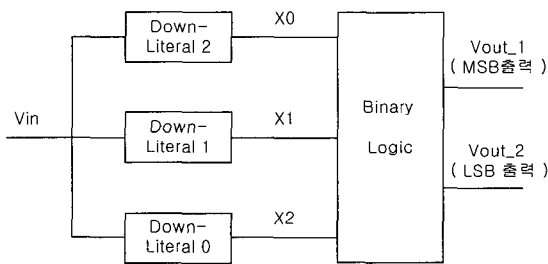 Down-
Literal 2
X0
Vin
Down-
Literal 1
X1
Down-
Literal 0
X2
Binary
Logic
Vout_1
( MSB출력 )
Vout_2
( LSB 출력 )